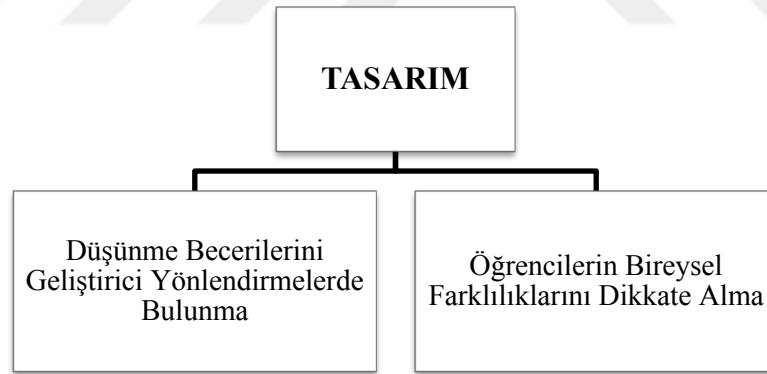 TASARIM
Düşünme Becerilerini
Geliştirici Yönlendirmelerde
Bulunma
Öğrencilerin Bireysel
Farklılıklarını Dikkate Alma